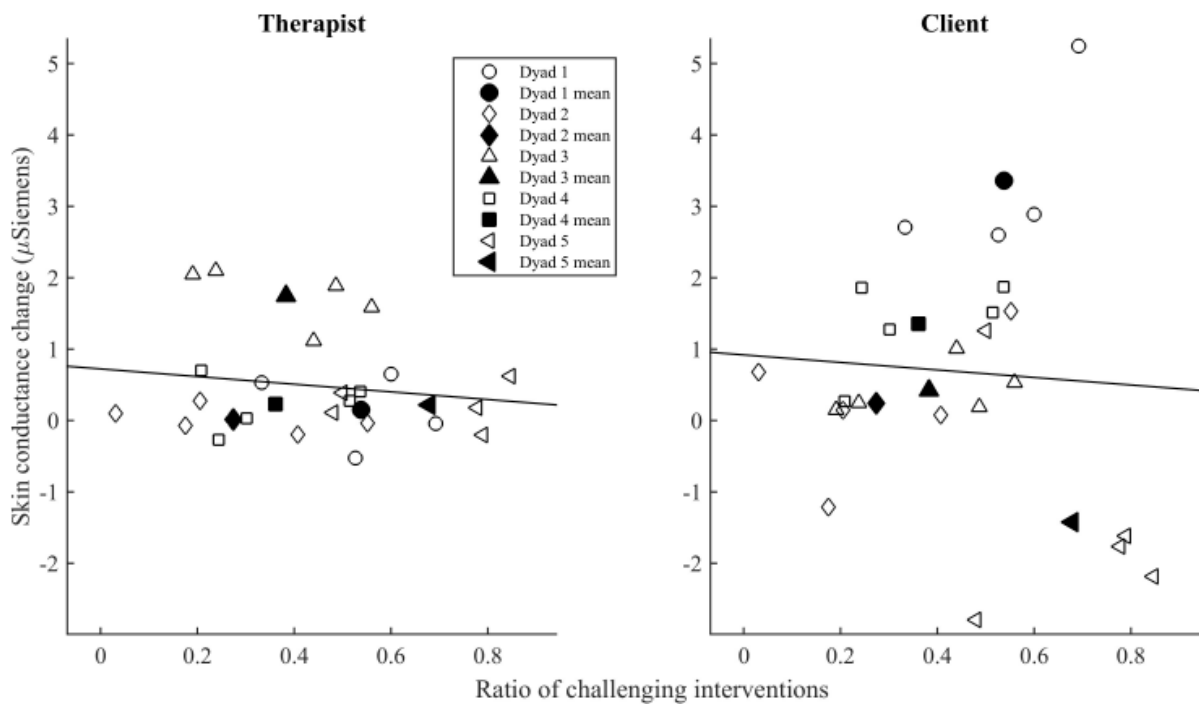 Therapist
Client
Skin conductance change (μSiemens)
5
4
3
2
1
0
-1
-2
0
0.2
0.4
0.6
0.8
Dyad 1
Dyad 1 mean
Dyad 2
Dyad 2 mean
Dyad 3
Dyad 3 mean
Dyad 4
Dyad 4 mean
Dyad 5
Dyad 5 mean
5
4
3
2
1
0
-1
-2
0
0.2
0.4
0.6
0.8
Ratio of challenging interventions